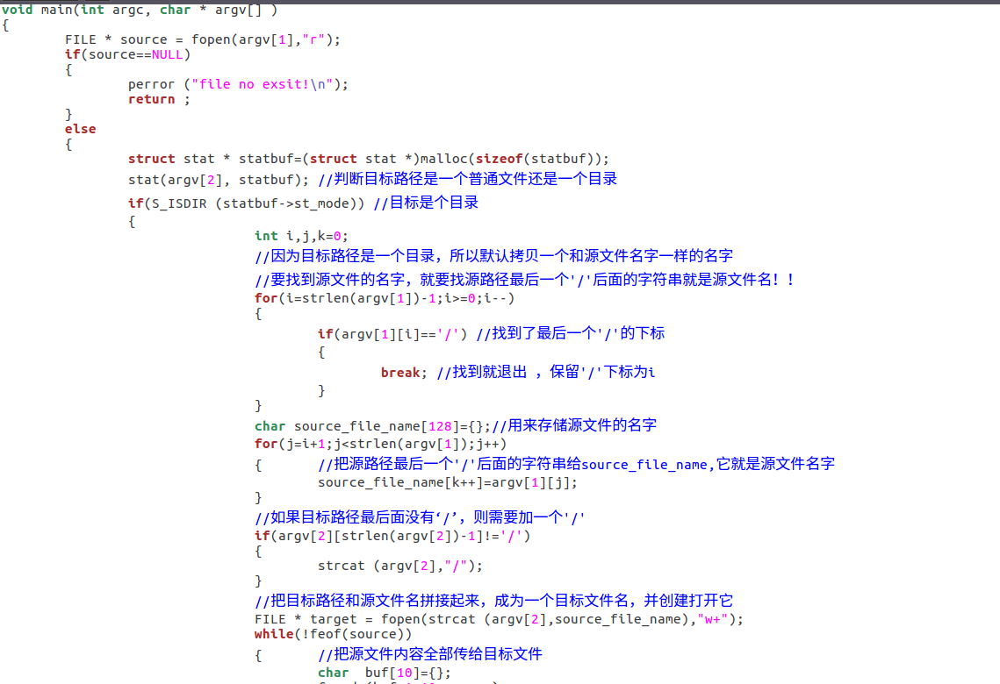 void main(int argc, char * argv[] )
{
FILE * source = fopen(argv[1],"r");
if(source==NULL)
{
perror ("file no exsit!\n");
return ;
}
else
{
struct stat * statbuf=(struct stat *)malloc(sizeof(statbuf));
stat(argv[2], statbuf); //判断目标路径是一个普通文件还是一个目录
if(S_ISDIR (statbuf->st_mode)) //目标是个目录
{
int i,j,k=0;
//因为目标路径是一个目录，所以默认拷贝一个和源文件名字一样的名字
//要找到源文件的名字，就要找源路径最后一个'/'后面的字符串就是源文件名！！
for(i=strlen(argv[1])-1;i>=0;i--)
{
if(argv[1][i]=='/') //找到了最后一个'/'的下标
{
break; //找到就退出 ，保留'/'下标为i
}
}
char source_file_name[128]={};//用来存储源文件的名字
for(j=i+1;j<strlen(argv[1]);j++)
{ //把源路径最后一个'/'后面的字符串给source_file_name,它就是源文件名字
source_file_name[k++]=argv[1][j];
}
//如果目标路径最后面没有‘/’，则需要加一个'/'
if(argv[2][strlen(argv[2])-1]!='/')
{
strcat (argv[2],"/");
}
//把目标路径和源文件名拼接起来，成为一个目标文件名，并创建打开它
FILE * target = fopen(strcat (argv[2],source_file_name),"w+");
while(!feof(source))
{ //把源文件内容全部传给目标文件
char buf[10]={};